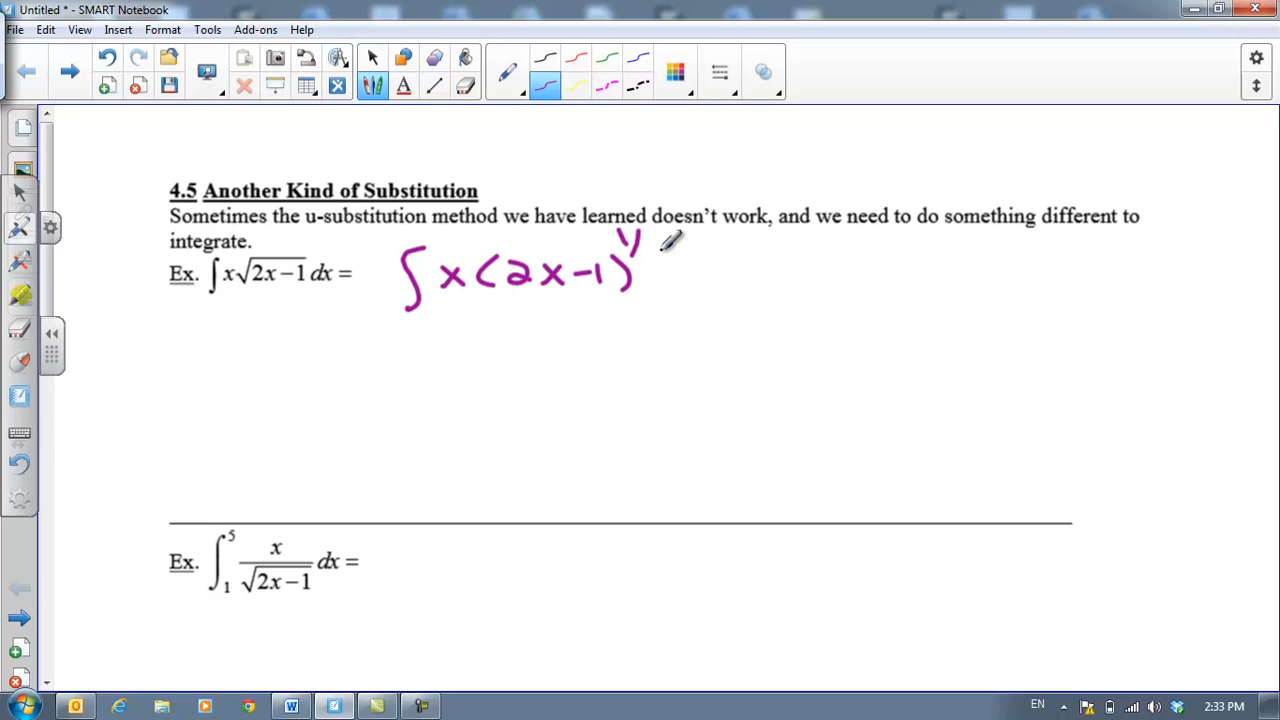 Untitled * - SMART Notebook
File Edit View Insert Format Tools Add-ons Help
4.5 Another Kind of Substitution
Sometimes the u-substitution method we have learned doesn't work, and we need to do something different to
integrate.
Ex. ∫ x√(2x−1) dx = ∫ x(2x-1)
Ex. ∫₁⁵ x/√(2x−1) dx =
EN 2:33 PM